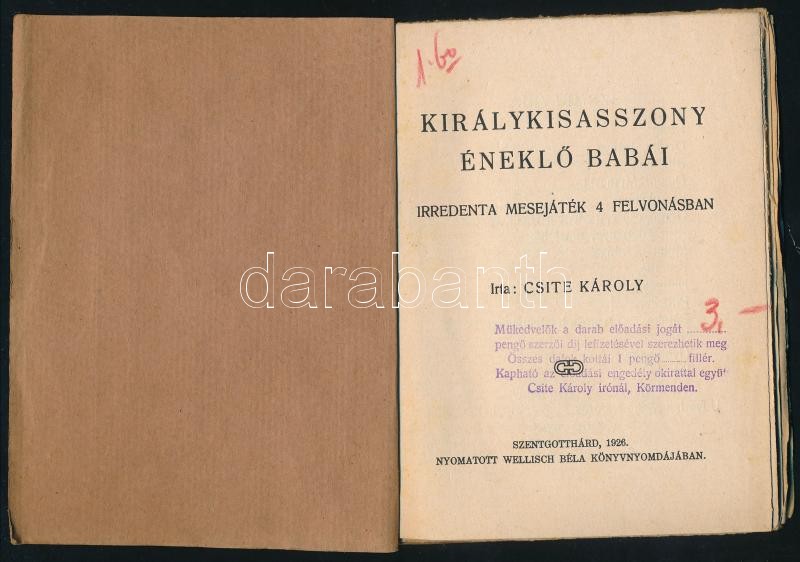 1.60
KIRÁLYKISASSZONY
ÉNEKLŐ BABÁI
IRREDENTA MESEJÁTÉK 4 FELVONÁSBAN
Irta: CSITE KÁROLY
3,—
Műkedvelők a darab előadási jogát ............
pengő szerzői díj lefizetésével szerezhetik meg
Összes dalok kottái 1 pengő ......... fillér.
Kapható az előadási engedély okirattal együt
Csite Károly írónál, Körmenden.
SZENTGOTTHÁRD, 1926.
NYOMATOTT WELLISCH BÉLA KÖNYVNYOMDÁJÁBAN.
darabanth